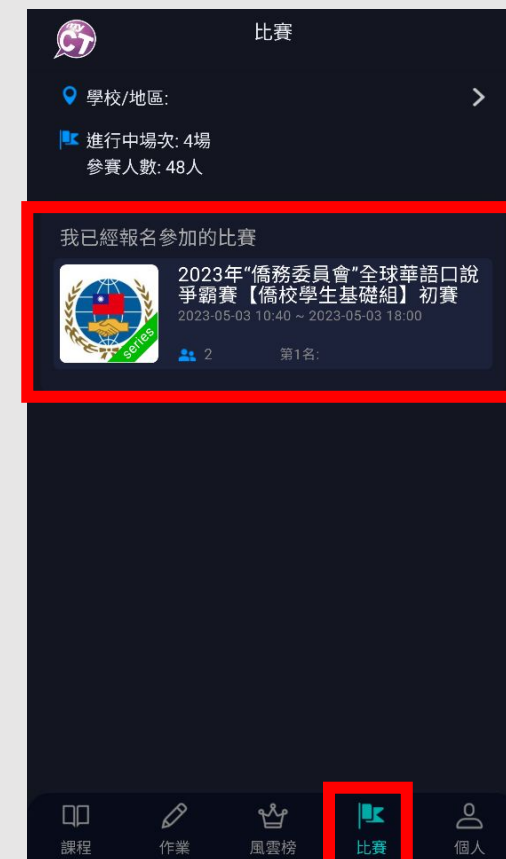 my
CT
比賽
學校/地區:
進行中場次: 4場
參賽人數: 48人
我已經報名參加的比賽
2023年“僑務委員會”全球華語口說
爭霸賽【僑校學生基礎組】初賽
2023-05-03 10:40 ~ 2023-05-03 18:00
series
2 第1名:
課程 作業 風雲榜 比賽 個人